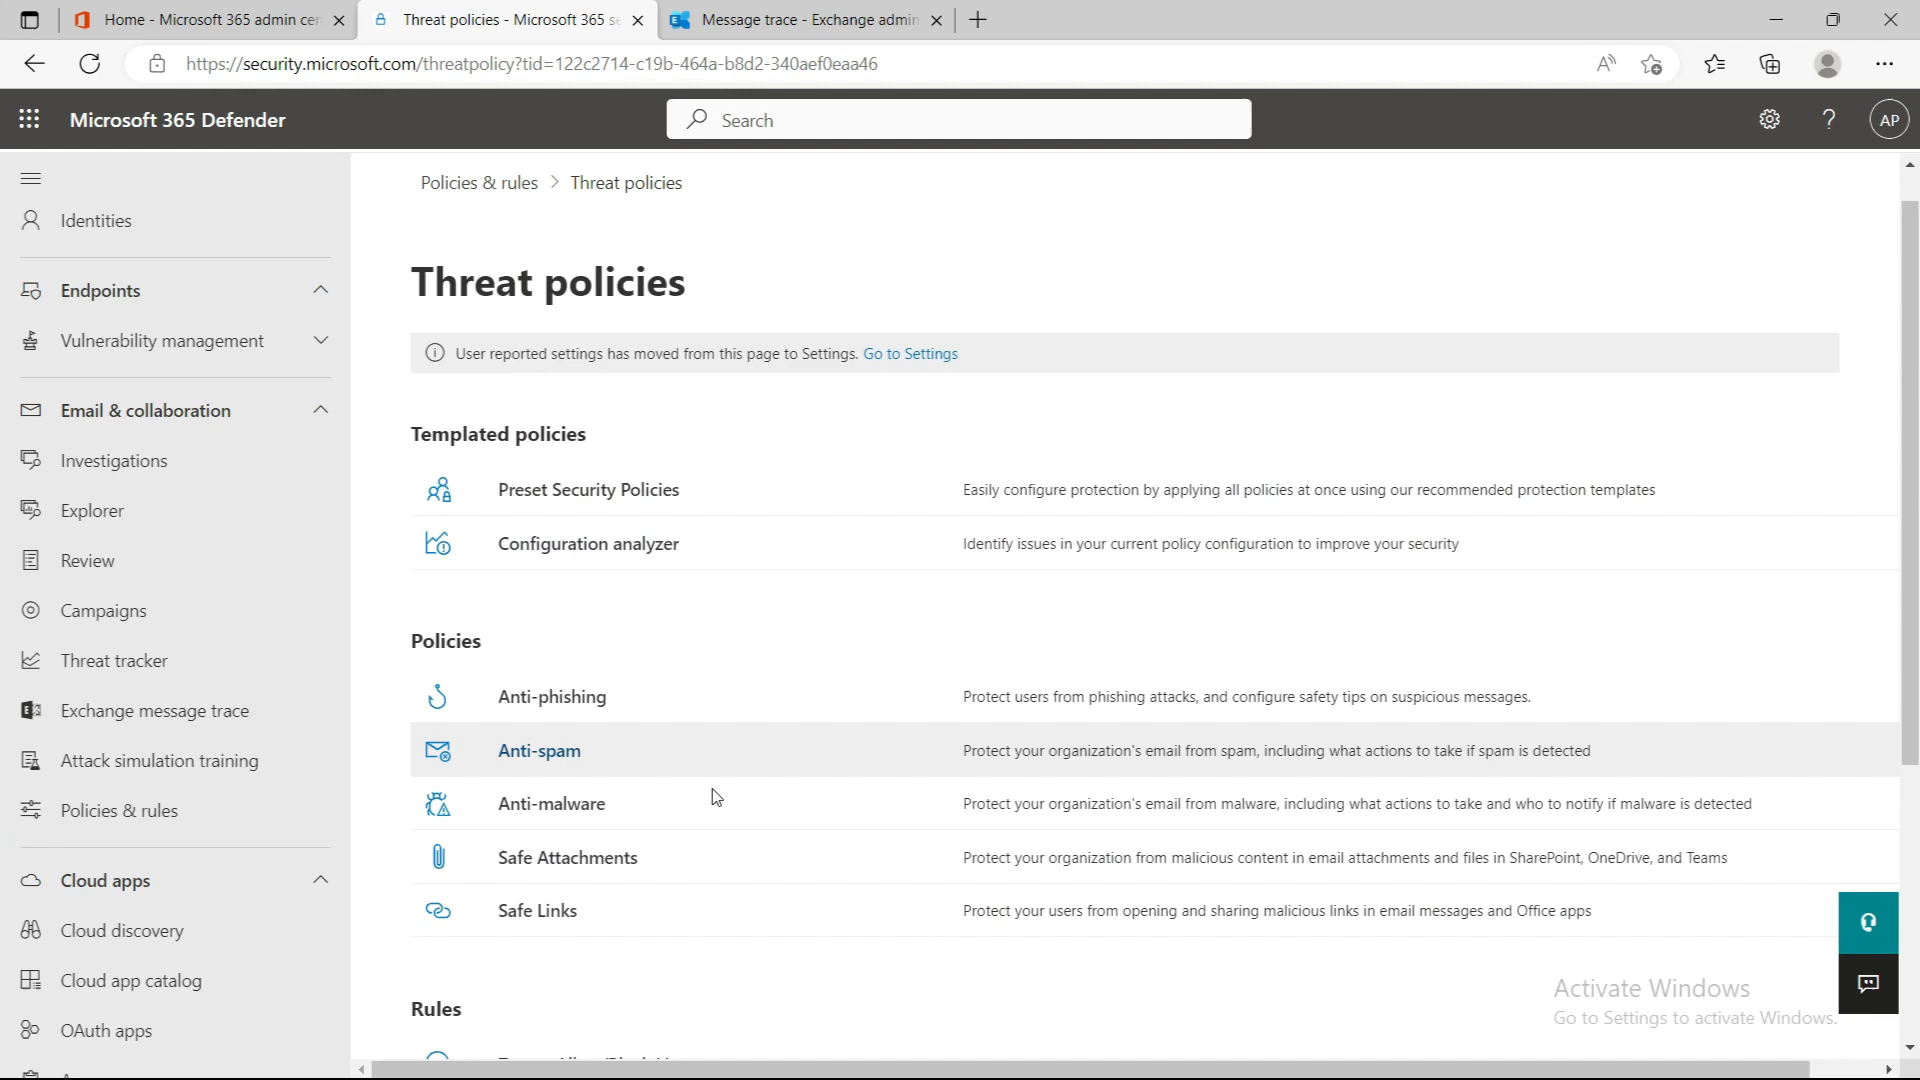 Home - Microsoft 365 admin cen
Threat policies - Microsoft 365 se
Message trace - Exchange admin
https://security.microsoft.com/threatpolicy?tid=122c2714-c19b-464a-b8d2-340aef0eaa46
Microsoft 365 Defender
Search
AP
Identities
Endpoints
Vulnerability management
Email & collaboration
Investigations
Explorer
Review
Campaigns
Threat tracker
Exchange message trace
Attack simulation training
Policies & rules
Cloud apps
Cloud discovery
Cloud app catalog
OAuth apps
Policies & rules > Threat policies
Threat policies
User reported settings has moved from this page to Settings. Go to Settings
Templated policies
Preset Security Policies Easily configure protection by applying all policies at once using our recommended protection templates
Configuration analyzer Identify issues in your current policy configuration to improve your security
Policies
Anti-phishing Protect users from phishing attacks, and configure safety tips on suspicious messages.
Anti-spam Protect your organization's email from spam, including what actions to take if spam is detected
Anti-malware Protect your organization's email from malware, including what actions to take and who to notify if malware is detected
Safe Attachments Protect your organization from malicious content in email attachments and files in SharePoint, OneDrive, and Teams
Safe Links Protect your users from opening and sharing malicious links in email messages and Office apps
Rules
Activate Windows
Go to Settings to activate Windows.